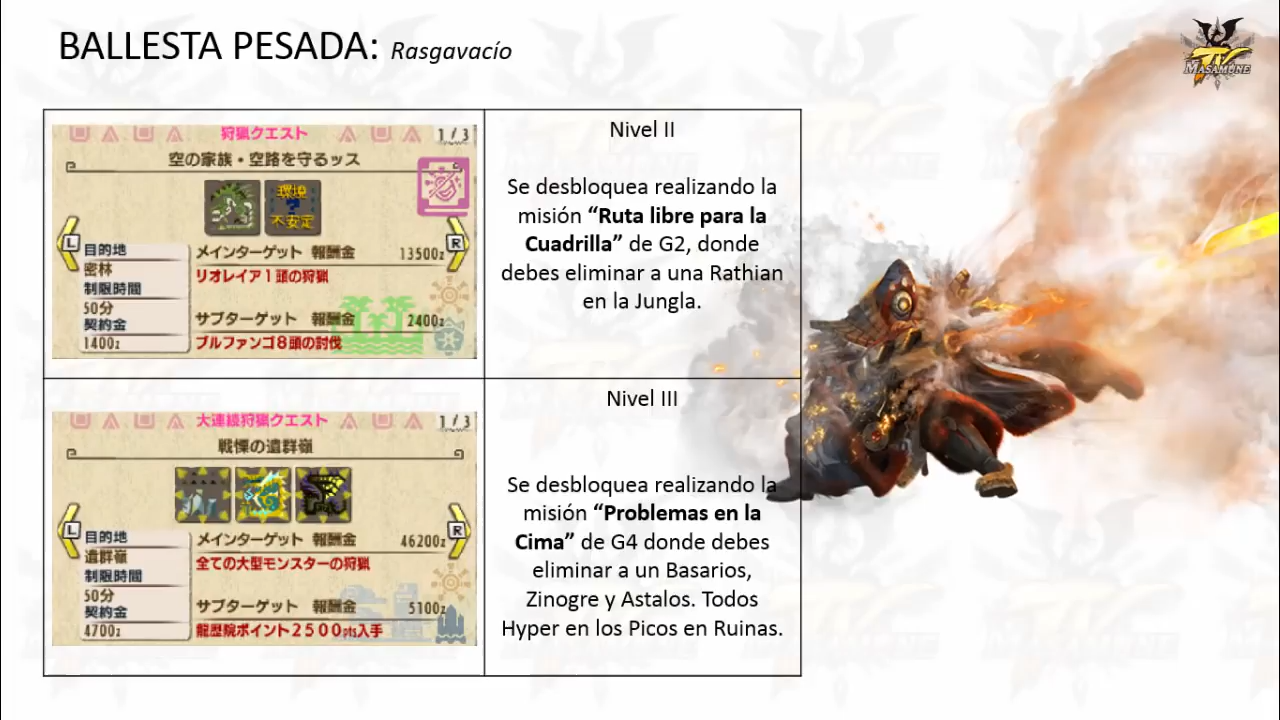 BALLESTA PESADA: Rasgavacío
TV
MASAMUNE
狩猟クエスト 1/3
空の家族・空路を守るッス
環境
不安定
L
R
目的地
密林
制限時間
50分
契約金
1400z
メインターゲット 報酬金 13500z
リオレイア1頭の狩猟
サブターゲット 報酬金 2400z
ブルファンゴ8頭の討伐
Nivel II
Se desbloquea realizando la
misión “Ruta libre para la
Cuadrilla” de G2, donde
debes eliminar a una Rathian
en la Jungla.
大連続狩猟クエスト 1/3
戦慄の遺群嶺
L
R
目的地
遺群嶺
制限時間
50分
契約金
4700z
メインターゲット 報酬金 46200z
全ての大型モンスターの狩猟
サブターゲット 報酬金 5100z
龍歴院ポイント2500pts入手
Nivel III
Se desbloquea realizando la
misión “Problemas en la
Cima” de G4 donde debes
eliminar a un Basarios,
Zinogre y Astalos. Todos
Hyper en los Picos en Ruinas.